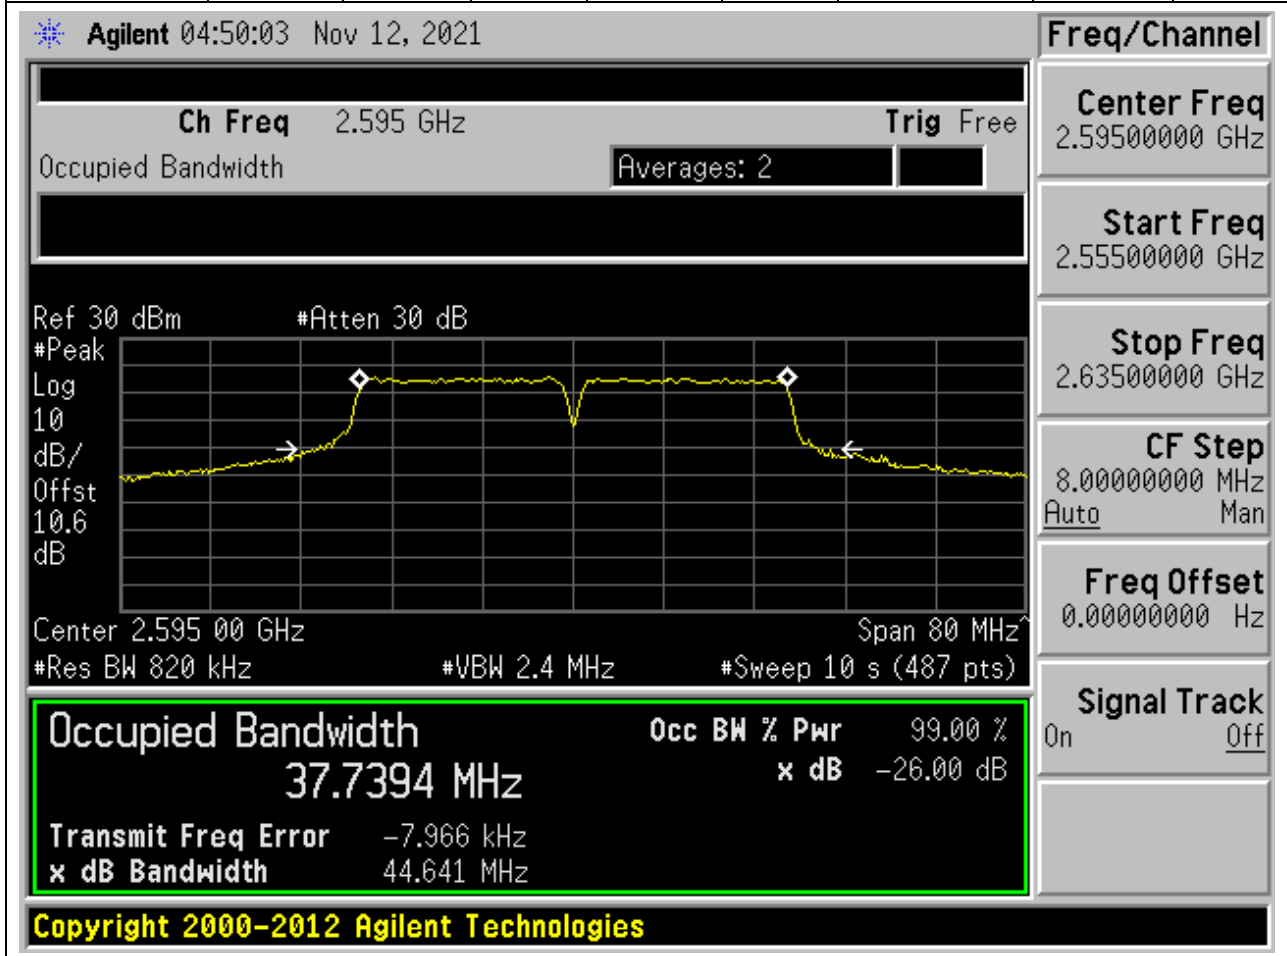 Agilent 04:50:03 Nov 12, 2021
Freq/Channel
Ch Freq 2.595 GHz Trig Free
Occupied Bandwidth Averages: 2
Center Freq
2.59500000 GHz
Start Freq
2.55500000 GHz
Stop Freq
2.63500000 GHz
CF Step
8.00000000 MHz
Auto Man
Freq Offset
0.00000000 Hz
Signal Track
On Off
Ref 30 dBm #Atten 30 dB
#Peak
Log
10
dB/
Offst
10.6
dB
Center 2.595 00 GHz Span 80 MHz^
#Res BW 820 kHz #VBW 2.4 MHz #Sweep 10 s (487 pts)
Occupied Bandwidth Occ BW % Pwr 99.00 %
37.7394 MHz x dB -26.00 dB
Transmit Freq Error -7.966 kHz
x dB Bandwidth 44.641 MHz
Copyright 2000-2012 Agilent Technologies